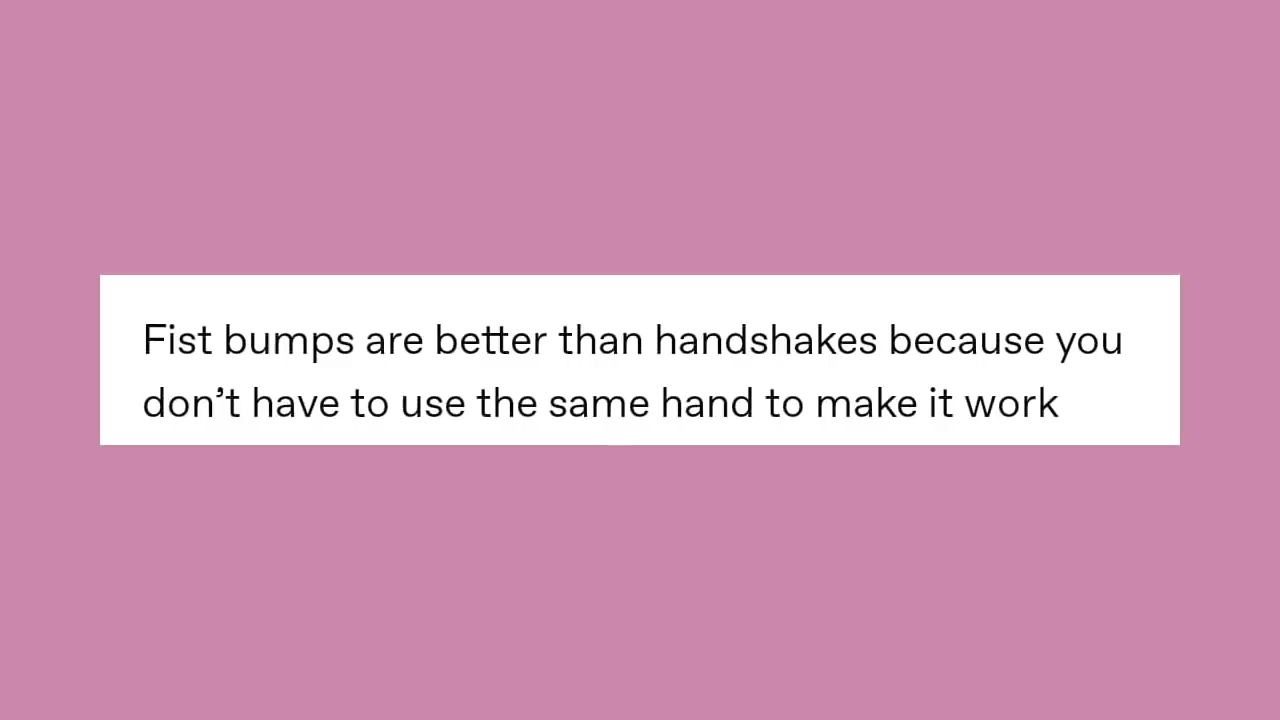 Fist bumps are better than handshakes because you
don’t have to use the same hand to make it work